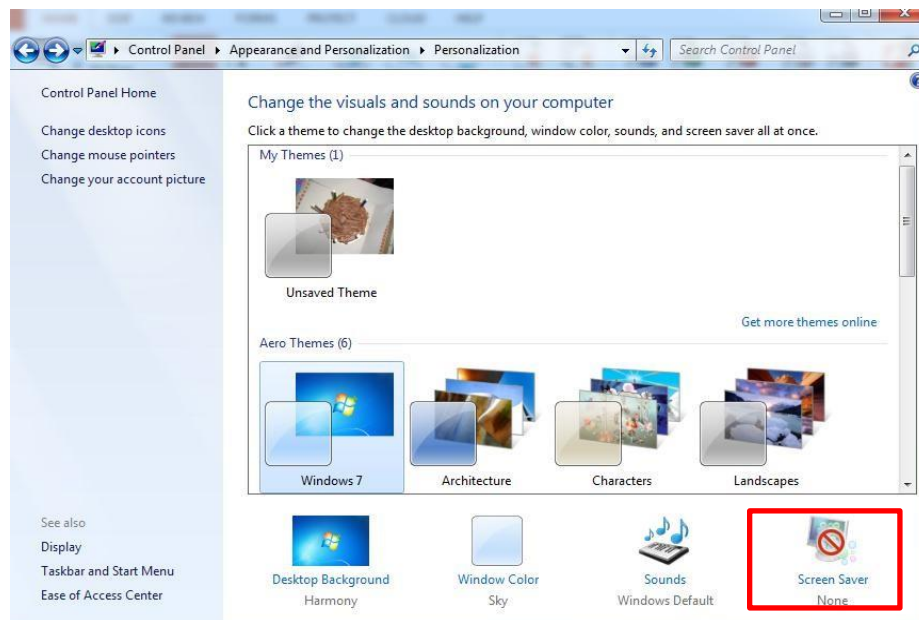 Control Panel
Appearance and Personalization
Personalization
Search Control Panel
Control Panel Home
Change desktop icons
Change mouse pointers
Change your account picture
See also
Display
Taskbar and Start Menu
Ease of Access Center
Change the visuals and sounds on your computer
Click a theme to change the desktop background, window color, sounds, and screen saver all at once.
My Themes (1)
Unsaved Theme
Get more themes online
Aero Themes (6)
Windows 7
Architecture
Characters
Landscapes
Desktop Background
Harmony
Window Color
Sky
Sounds
Windows Default
Screen Saver
None